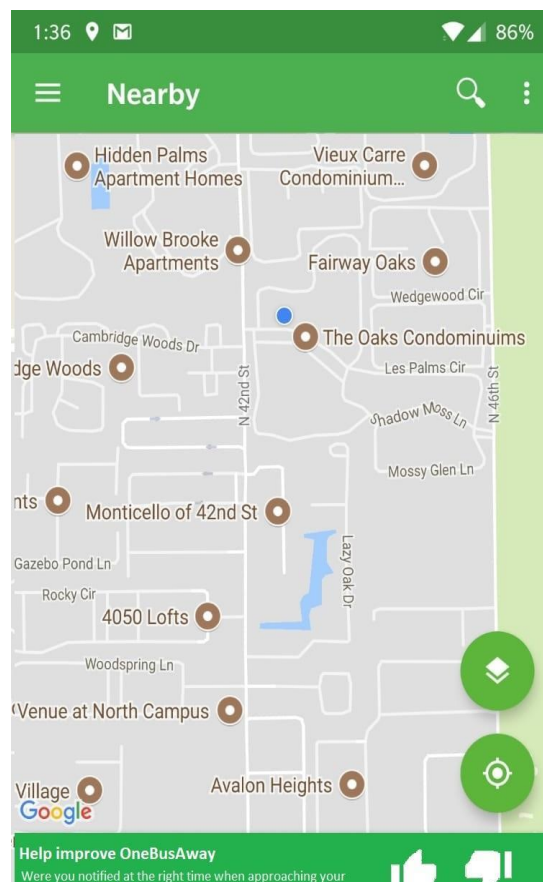 1:36 86%
Nearby
Hidden Palms
Apartment Homes
Vieux Carre
Condominium...
Willow Brooke
Apartments
Fairway Oaks
Wedgewood Cir
Cambridge Woods Dr
The Oaks Condominuims
dge Woods
Les Palms Cir
N 42nd St
N 46th St
Shadow Moss Ln
Mossy Glen Ln
nts
Monticello of 42nd St
Gazebo Pond Ln
Lazy Oak Dr
Rocky Cir
4050 Lofts
Woodspring Ln
Venue at North Campus
Village
Avalon Heights
Google
Help improve OneBusAway
Were you notified at the right time when approaching your